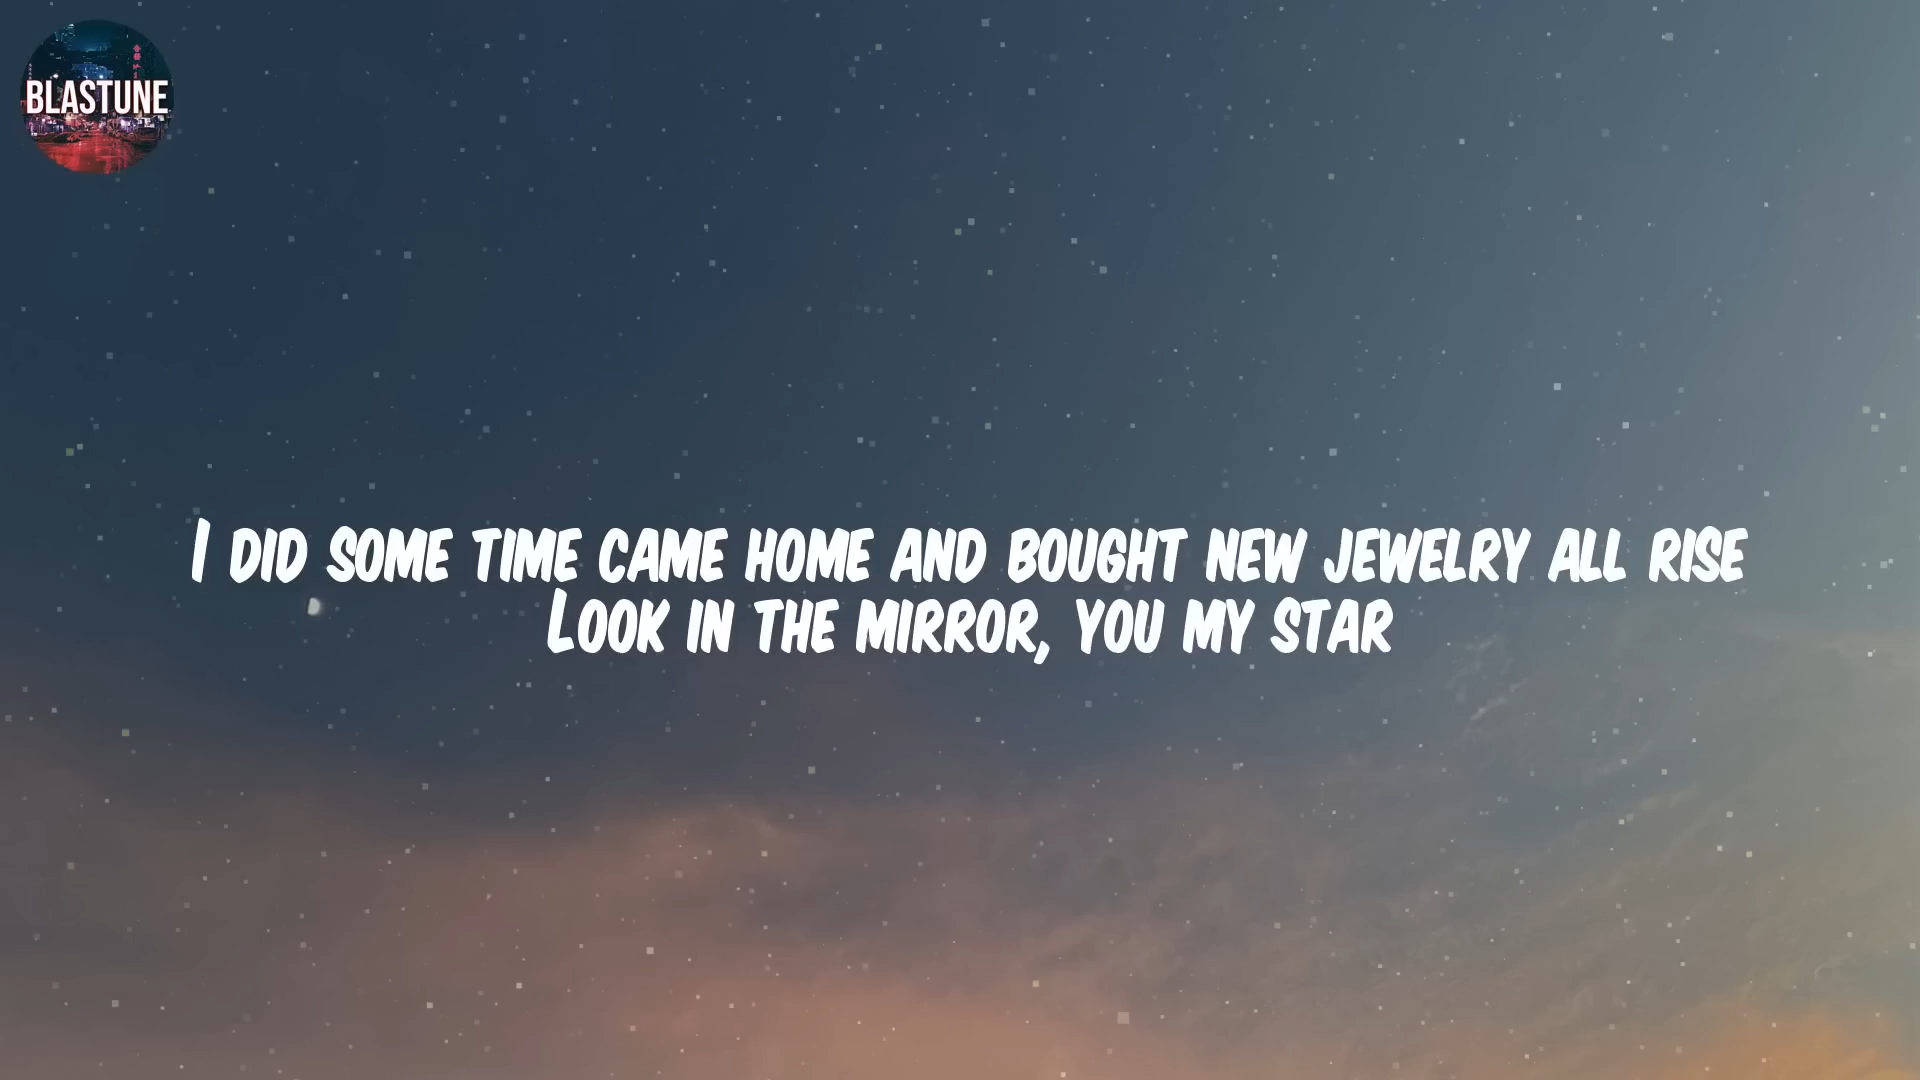 BLASTUNE
I DID SOME TIME CAME HOME AND BOUGHT NEW JEWELRY ALL RISE
LOOK IN THE MIRROR, YOU MY STAR